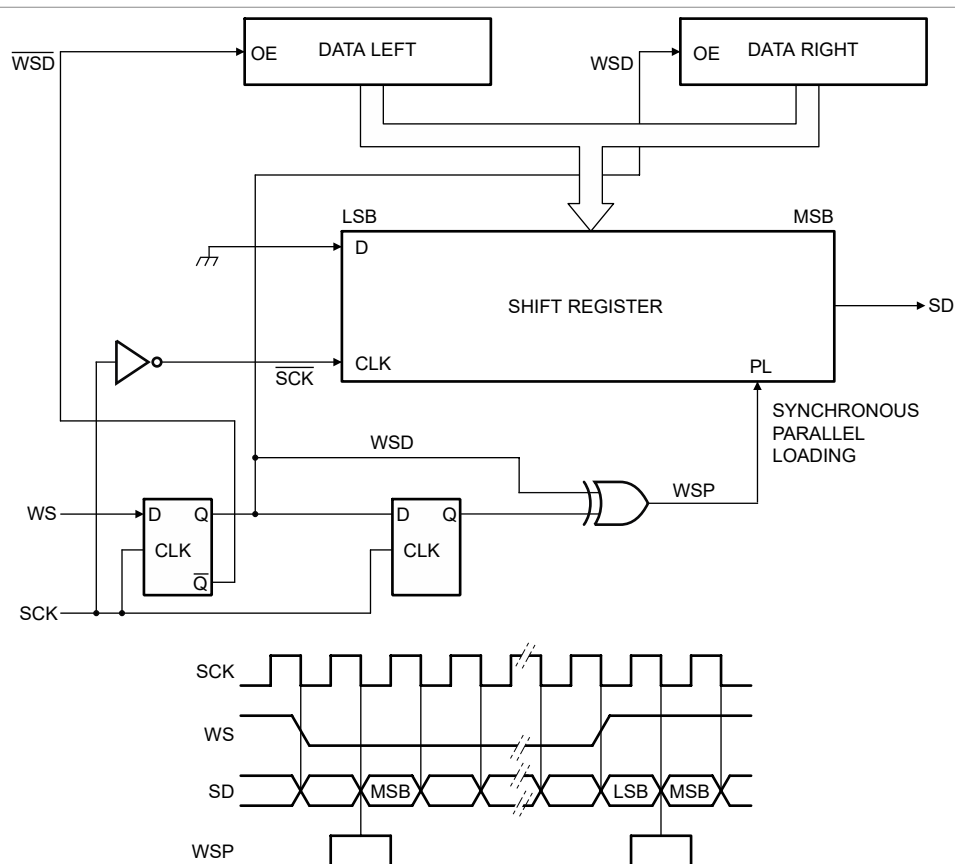 WSD
OE
DATA LEFT
WSD
OE
DATA RIGHT
LSB
MSB
D
SHIFT REGISTER
SD
CLK
SCK
PL
SYNCHRONOUS
PARALLEL
LOADING
WSD
WSP
WS
D
Q
CLK
Q
D
Q
CLK
SCK
SCK
WS
SD
MSB
LSB
MSB
WSP